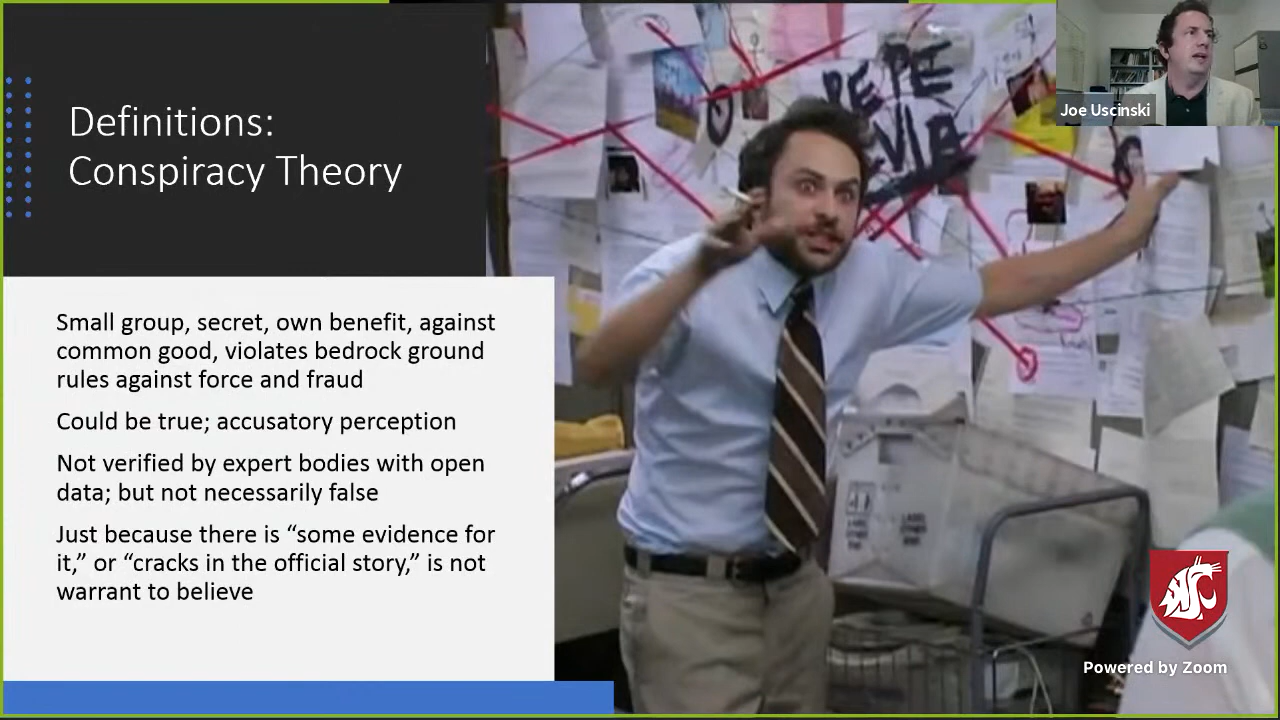 Definitions:
Conspiracy Theory
PEPE
SILVIA
Joe Uscinski
Small group, secret, own benefit, against
common good, violates bedrock ground
rules against force and fraud
Could be true; accusatory perception
Not verified by expert bodies with open
data; but not necessarily false
Just because there is “some evidence for
it,” or “cracks in the official story,” is not
warrant to believe
Powered by Zoom